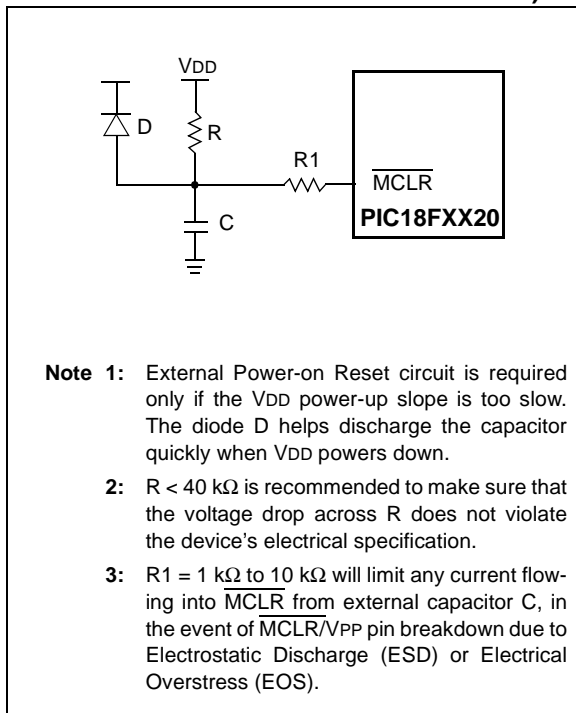 VDD
D
R
R1
MCLR
C
PIC18FXX20
Note 1: External Power-on Reset circuit is required
only if the VDD power-up slope is too slow.
The diode D helps discharge the capacitor
quickly when VDD powers down.
2: R < 40 kΩ is recommended to make sure that
the voltage drop across R does not violate
the device's electrical specification.
3: R1 = 1 kΩ to 10 kΩ will limit any current flow-
ing into MCLR from external capacitor C, in
the event of MCLR/VPP pin breakdown due to
Electrostatic Discharge (ESD) or Electrical
Overstress (EOS).